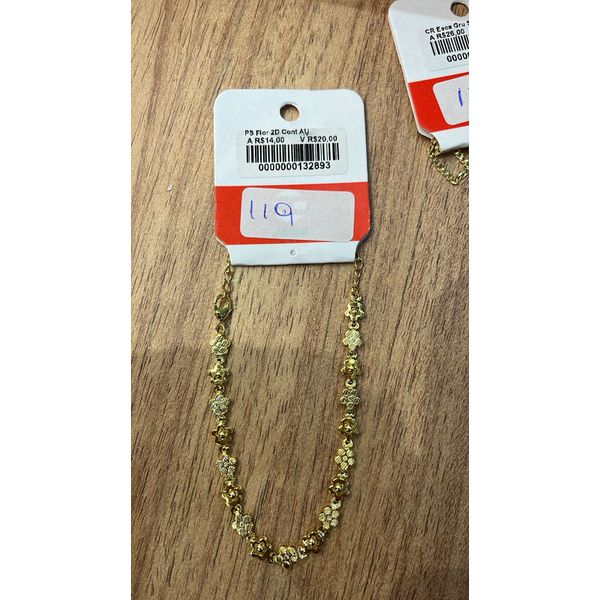 PS Flor 2D Cont AU
A R$14,00 V R$20,00
0000000132893
119
CR Esca Gru
A R$26,00